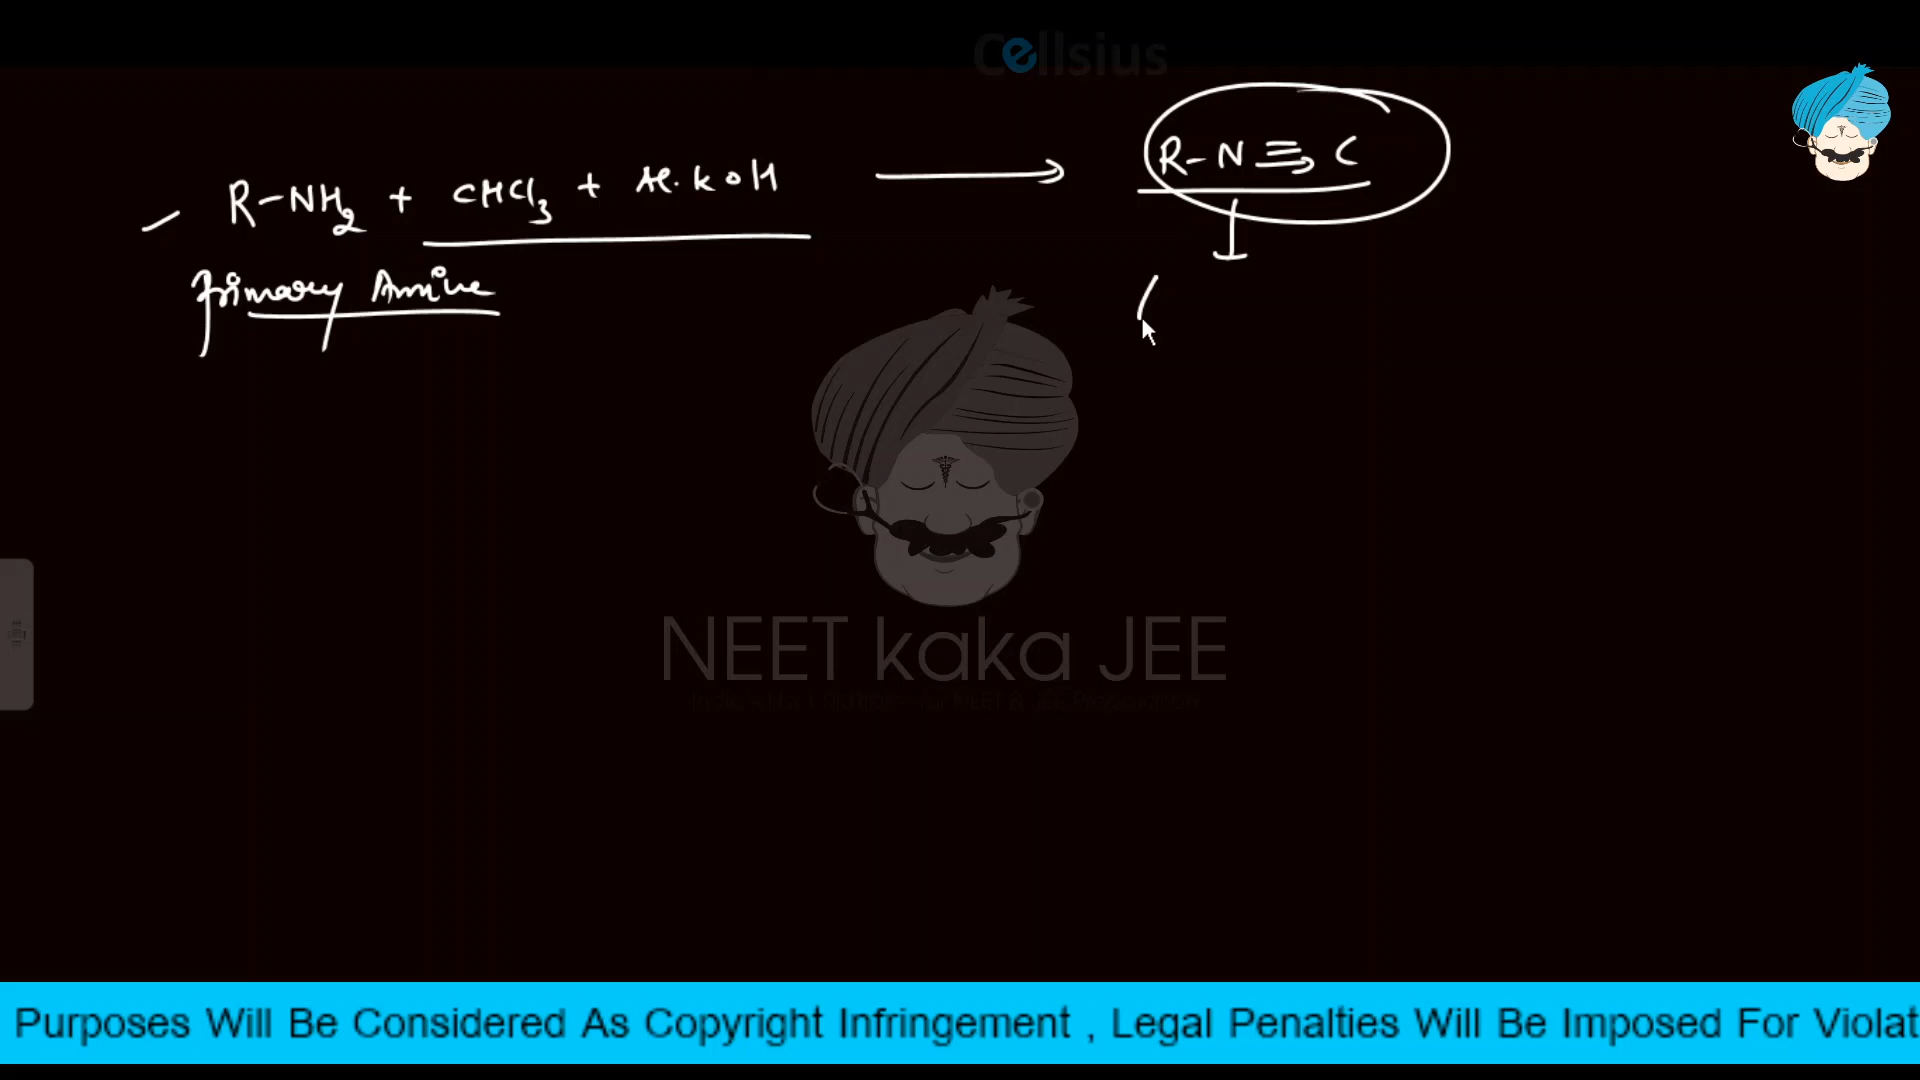 Cellsius
R-NH2 + CHCl3 + Al. KOH ⟶ R-N≡C
Primary Amine
(
NEET kaka JEE
Purposes Will Be Considered As Copyright Infringement , Legal Penalties Will Be Imposed For Violat